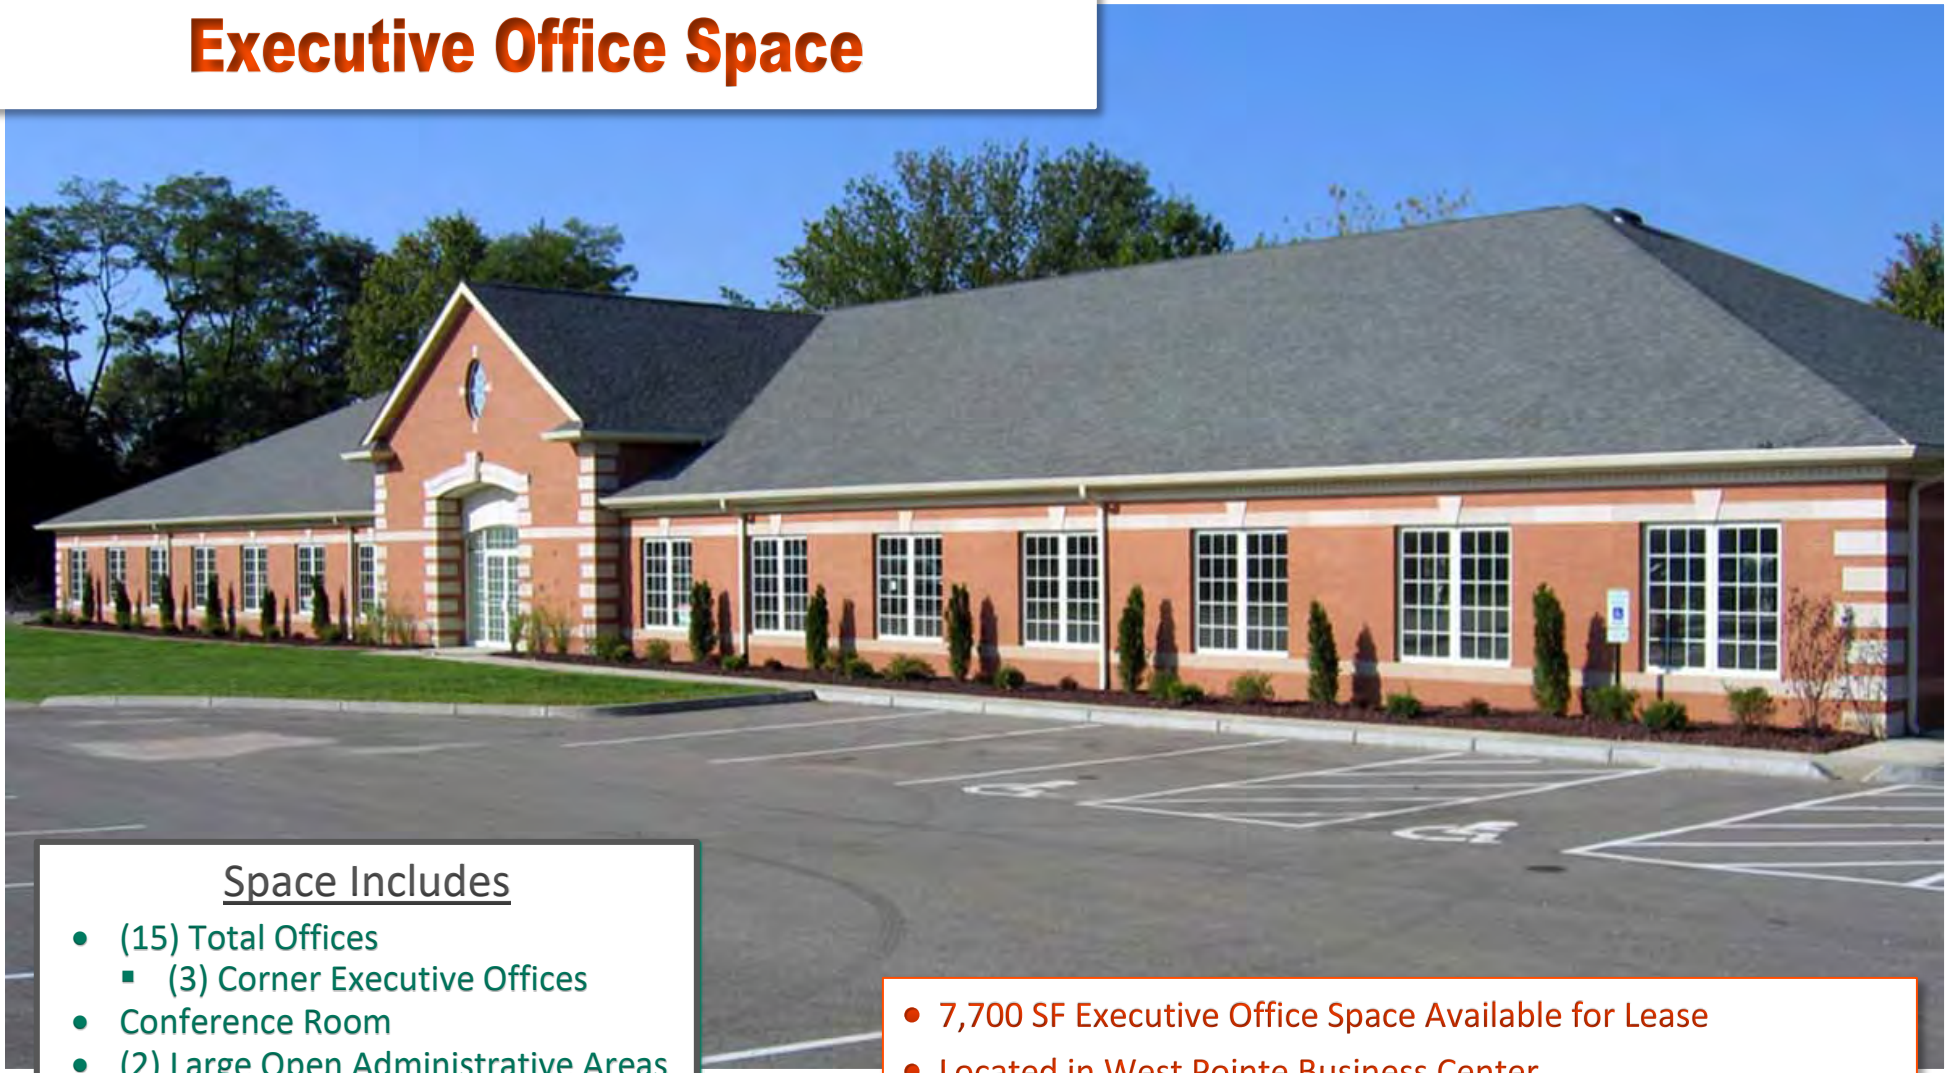 Executive Office Space
Space Includes
• (15) Total Offices
▪ (3) Corner Executive Offices
• Conference Room
• (2) Large Open Administrative Areas
• 7,700 SF Executive Office Space Available for Lease
• Located in West Pointe Business Center